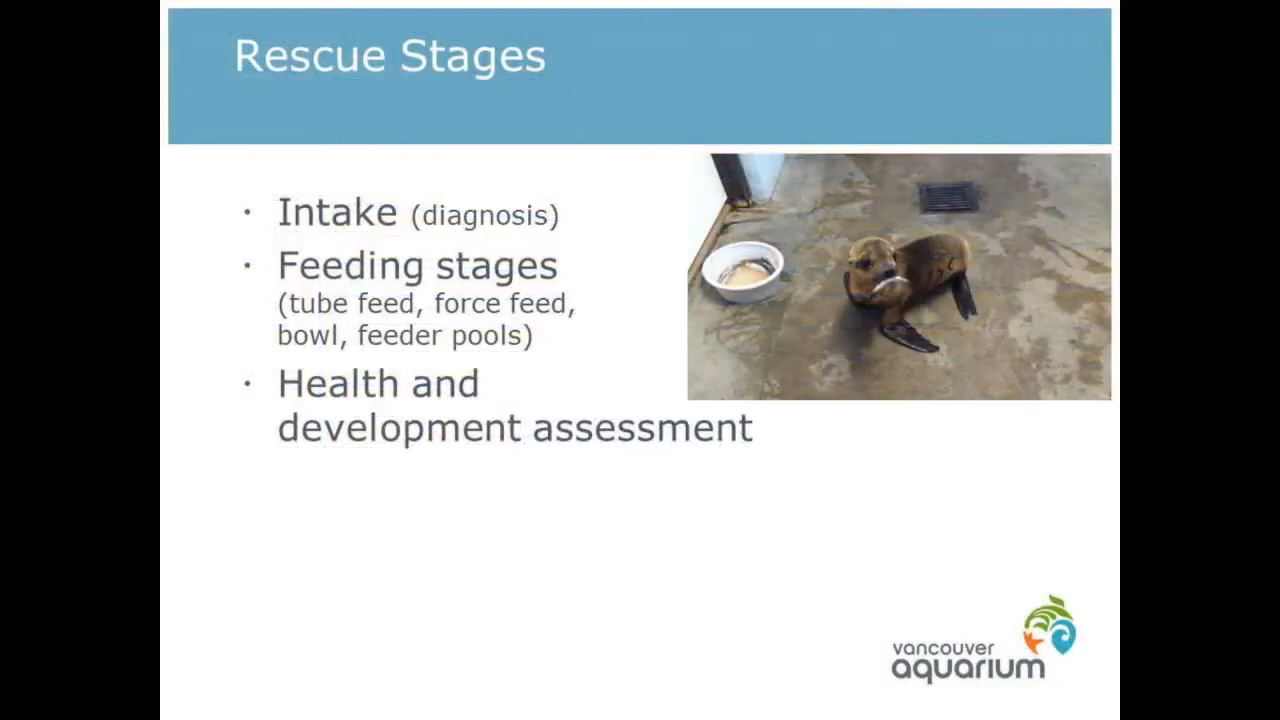 Rescue Stages
· Intake (diagnosis)
· Feeding stages
(tube feed, force feed,
bowl, feeder pools)
· Health and
development assessment
vancouver
aquarium